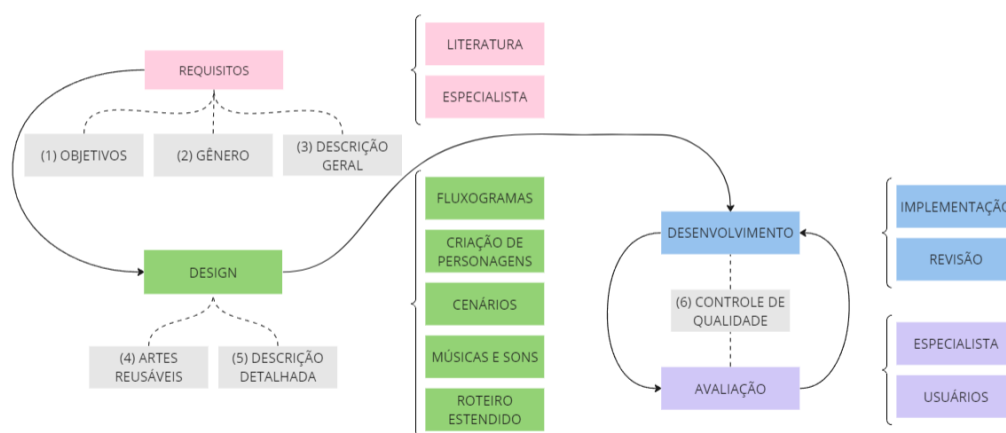 LITERATURA
REQUISITOS
ESPECIALISTA
(1) OBJETIVOS
(2) GÊNERO
(3) DESCRIÇÃO
GERAL
FLUXOGRAMAS
IMPLEMENTAÇÃO
DESENVOLVIMENTO
CRIAÇÃO DE
PERSONAGENS
REVISÃO
DESIGN
CENÁRIOS
(6) CONTROLE DE
QUALIDADE
(4) ARTES
REUSÁVEIS
(5) DESCRIÇÃO
DETALHADA
MÚSICAS E SONS
ESPECIALISTA
AVALIAÇÃO
USUÁRIOS
ROTEIRO
ESTENDIDO